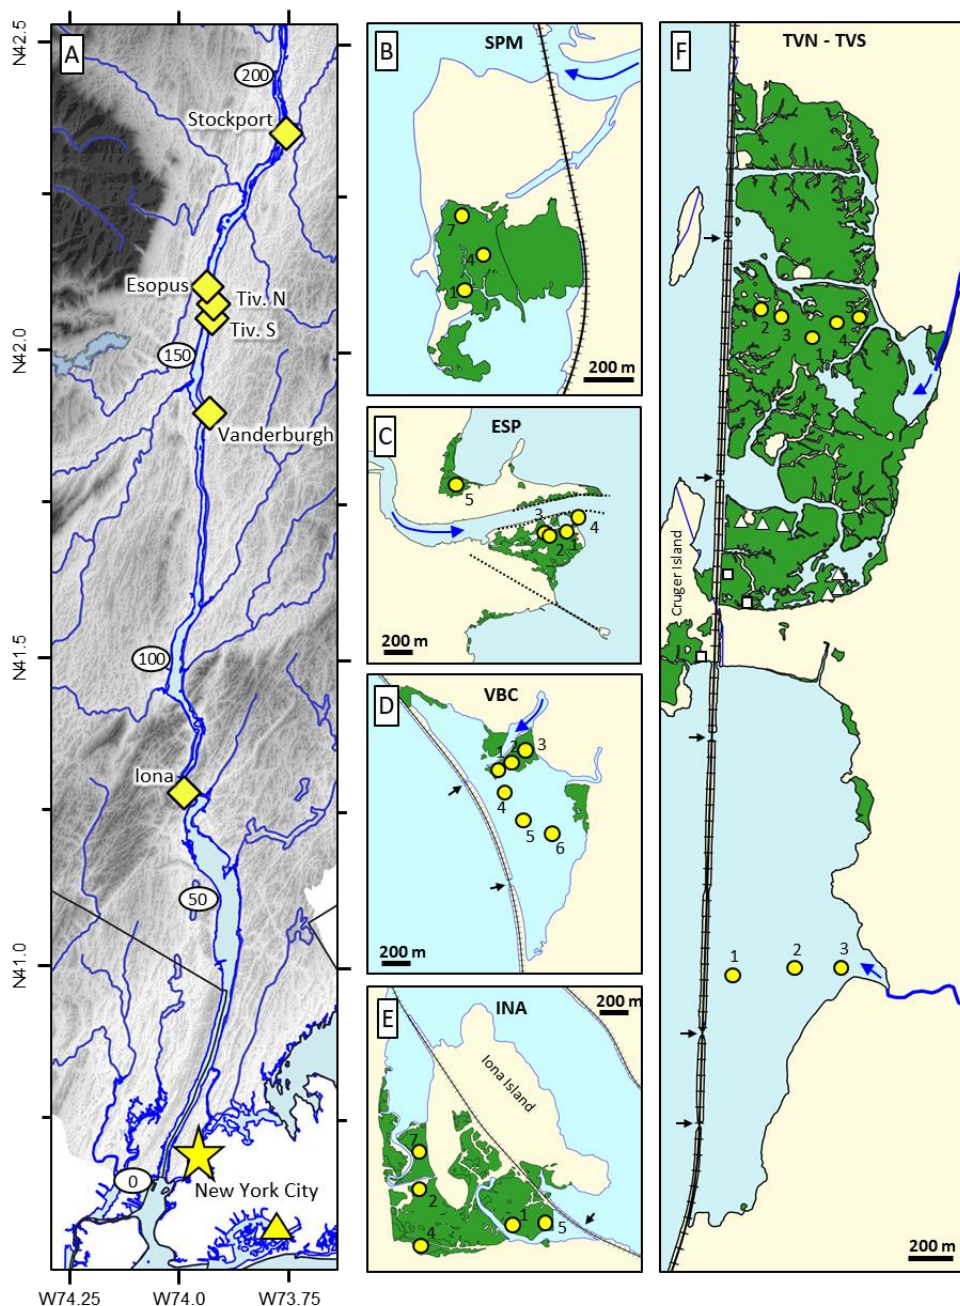 A
N42.5
200
Stockport
Esopus
Tiv. N
Tiv. S
N42.0
150
Vanderburgh
N41.5
100
Iona
50
N41.0
0
New York City
W74.25
W74.0
W73.75
B
SPM
7
4
1
200 m
C
ESP
5
3
4
2
1
200 m
D
VBC
1
2
3
4
5
6
200 m
E
INA
200 m
Iona Island
7
2
1
5
4
F
TVN - TVS
5
2
3
4
1
Cruger Island
1
2
3
200 m